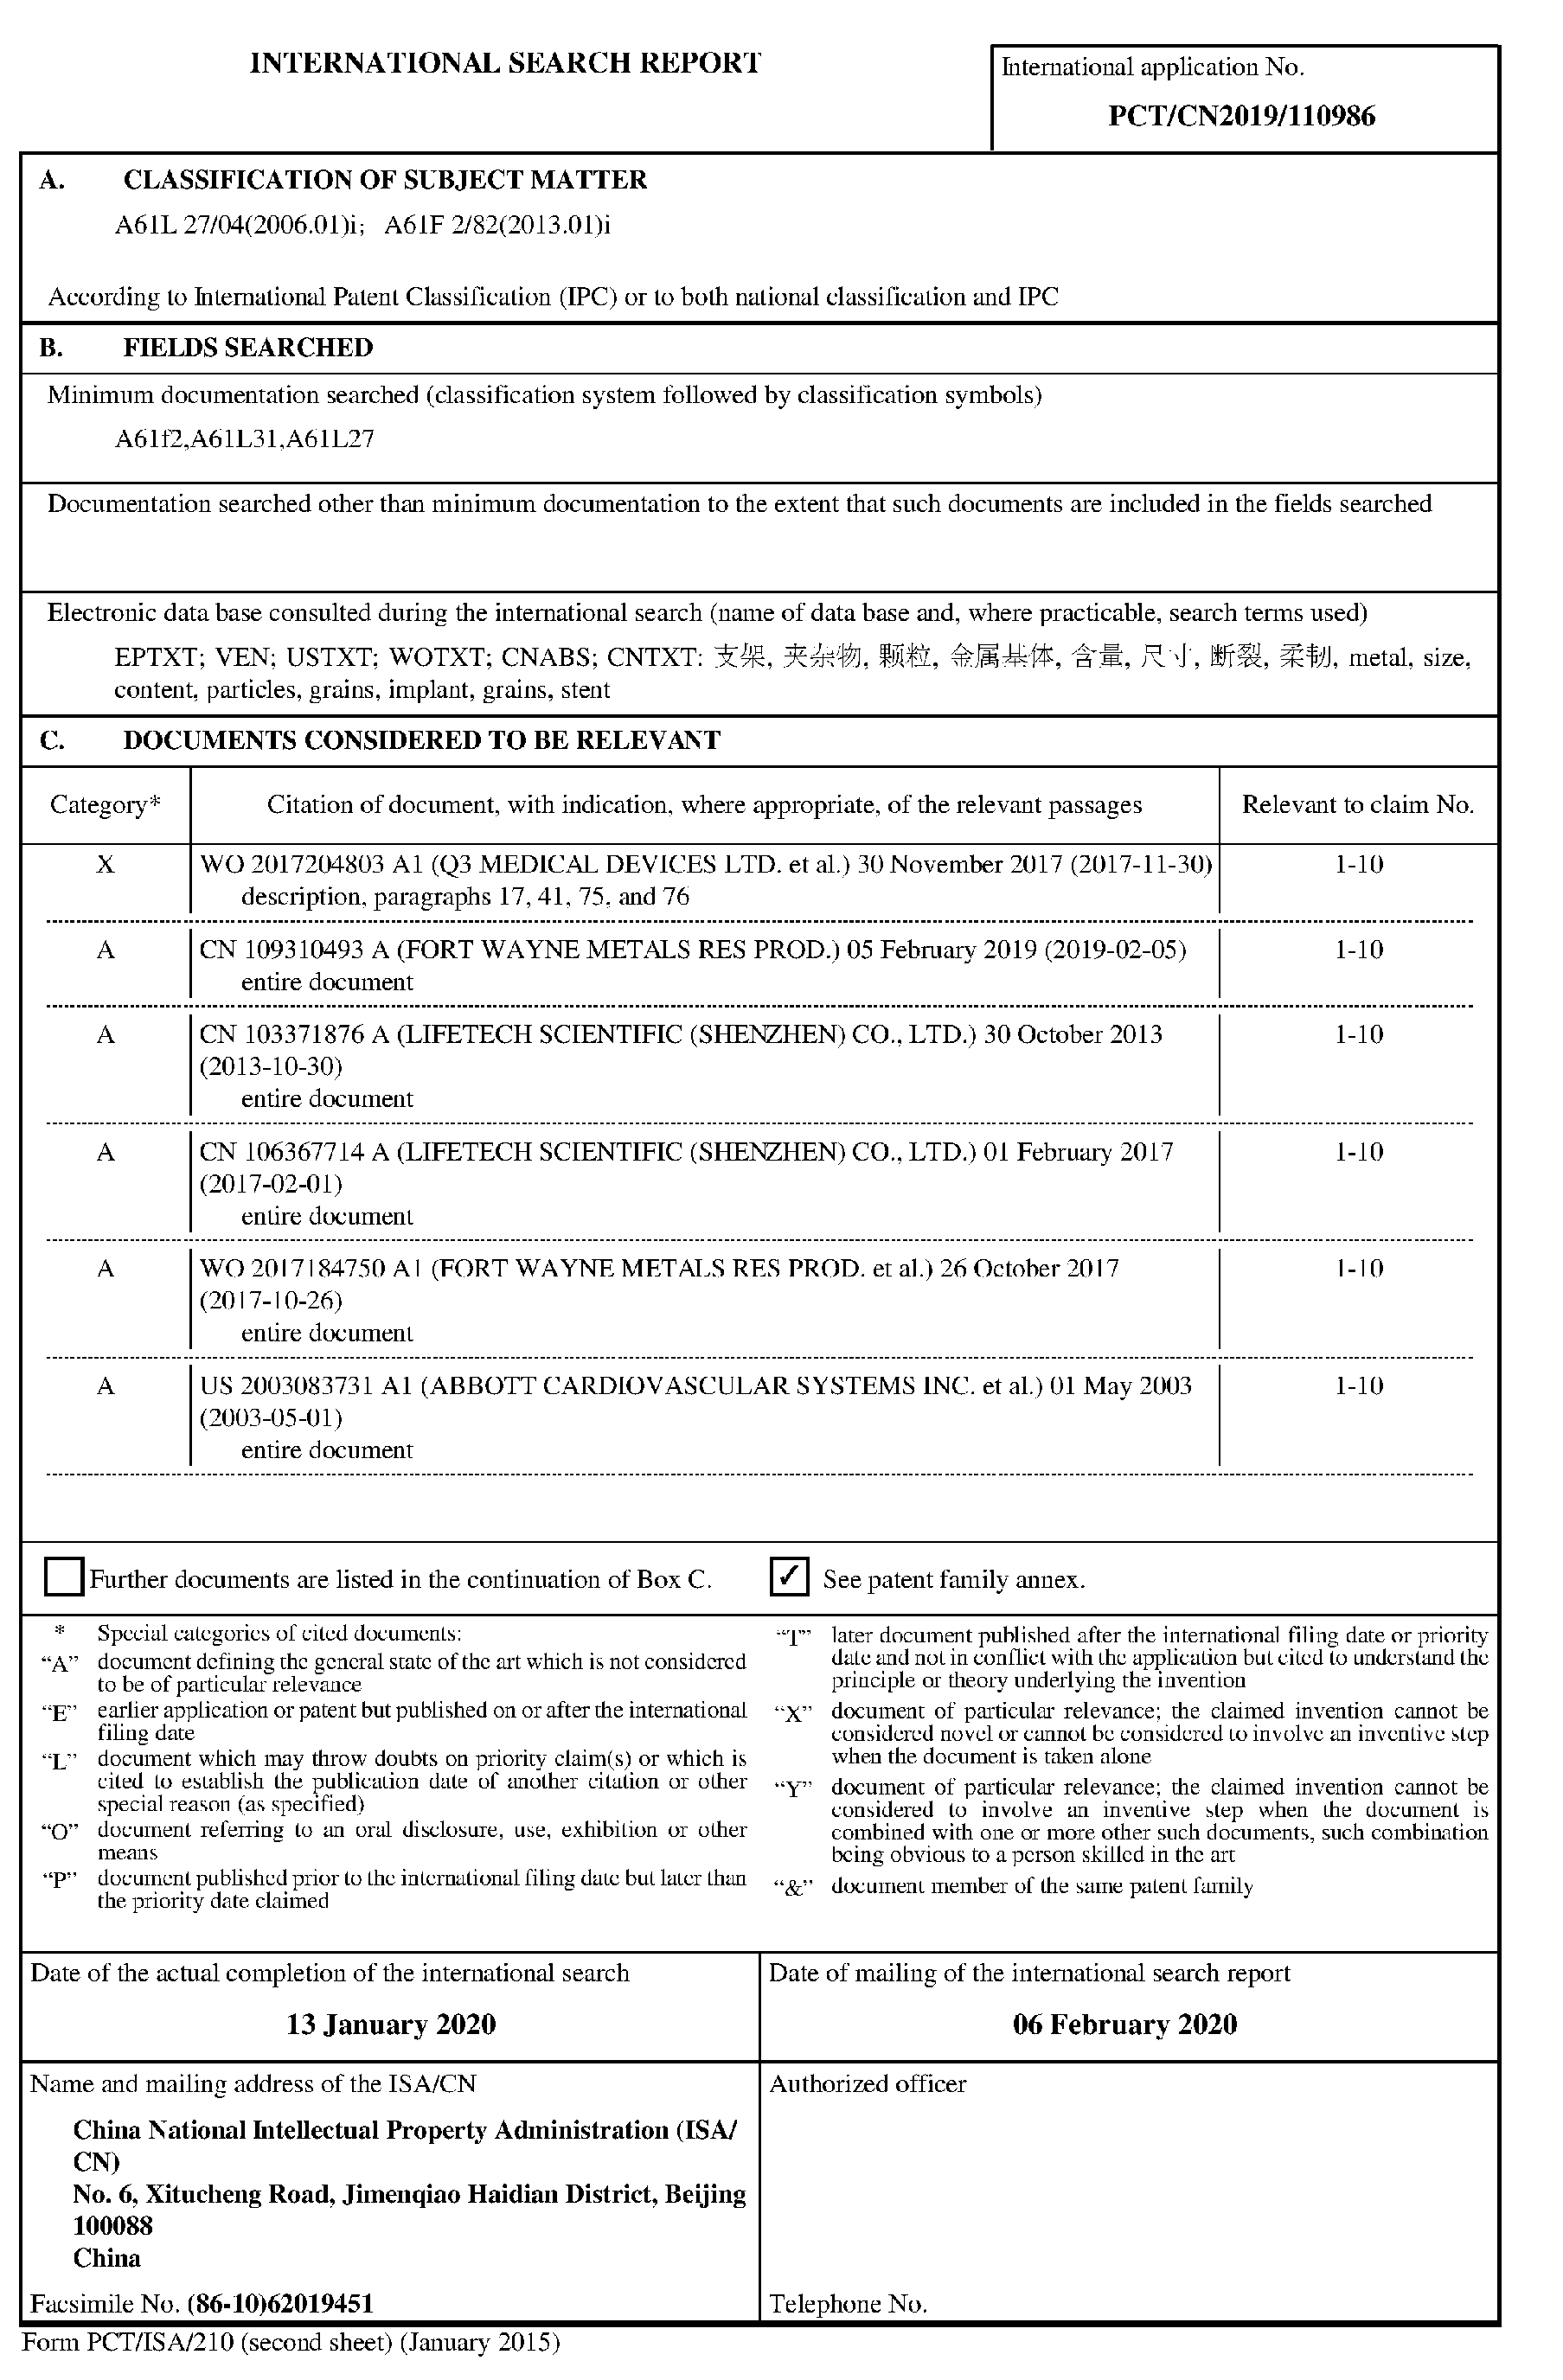 INTERNATIONAL SEARCH REPORT
International application No.
PCT/CN2019/110986
A. CLASSIFICATION OF SUBJECT MATTER
A61L 27/04(2006.01)i; A61F 2/82(2013.01)i
According to International Patent Classification (IPC) or to both national classification and IPC
B. FIELDS SEARCHED
Minimum documentation searched (classification system followed by classification symbols)
A61f2,A61L31,A61L27
Documentation searched other than minimum documentation to the extent that such documents are included in the fields searched
Electronic data base consulted during the international search (name of data base and, where practicable, search terms used)
EPTXT; VEN; USTXT; WOTXT; CNABS; CNTXT: 支架, 夹杂物, 颗粒, 金属基体, 含量, 尺寸, 断裂, 柔韧, metal, size,
content, particles, grains, implant, grains, stent
C. DOCUMENTS CONSIDERED TO BE RELEVANT
Category* Citation of document, with indication, where appropriate, of the relevant passages Relevant to claim No.
X WO 2017204803 A1 (Q3 MEDICAL DEVICES LTD. et al.) 30 November 2017 (2017-11-30) 1-10
description, paragraphs 17, 41, 75, and 76
A CN 109310493 A (FORT WAYNE METALS RES PROD.) 05 February 2019 (2019-02-05) 1-10
entire document
A CN 103371876 A (LIFETECH SCIENTIFIC (SHENZHEN) CO., LTD.) 30 October 2013 1-10
(2013-10-30)
entire document
A CN 106367714 A (LIFETECH SCIENTIFIC (SHENZHEN) CO., LTD.) 01 February 2017 1-10
(2017-02-01)
entire document
A WO 2017184750 A1 (FORT WAYNE METALS RES PROD. et al.) 26 October 2017 1-10
(2017-10-26)
entire document
A US 2003083731 A1 (ABBOTT CARDIOVASCULAR SYSTEMS INC. et al.) 01 May 2003 1-10
(2003-05-01)
entire document
Further documents are listed in the continuation of Box C.
✓ See patent family annex.
* Special categories of cited documents:
“A” document defining the general state of the art which is not considered
to be of particular relevance
“E” earlier application or patent but published on or after the international
filing date
“L” document which may throw doubts on priority claim(s) or which is
cited to establish the publication date of another citation or other
special reason (as specified)
“O” document referring to an oral disclosure, use, exhibition or other
means
“P” document published prior to the international filing date but later than
the priority date claimed
“T” later document published after the international filing date or priority
date and not in conflict with the application but cited to understand the
principle or theory underlying the invention
“X” document of particular relevance; the claimed invention cannot be
considered novel or cannot be considered to involve an inventive step
when the document is taken alone
“Y” document of particular relevance; the claimed invention cannot be
considered to involve an inventive step when the document is
combined with one or more other such documents, such combination
being obvious to a person skilled in the art
“&” document member of the same patent family
Date of the actual completion of the international search
13 January 2020
Date of mailing of the international search report
06 February 2020
Name and mailing address of the ISA/CN
China National Intellectual Property Administration (ISA/
CN)
No. 6, Xitucheng Road, Jimenqiao Haidian District, Beijing
100088
China
Facsimile No. (86-10)62019451
Authorized officer
Telephone No.
Form PCT/ISA/210 (second sheet) (January 2015)